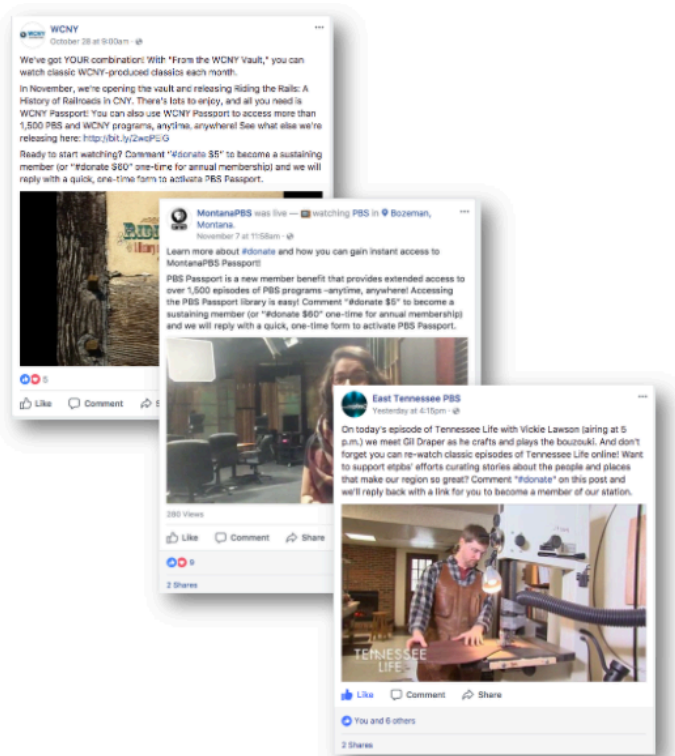 WCNY
October 28 at 9:00am
We've got YOUR combination! With "From the WCNY Vault," you can
watch classic WCNY-produced classics each month.
In November, we're opening the vault and releasing Riding the Rails: A
History of Railroads in CNY. There's lots to enjoy, and all you need is
WCNY Passport! You can also use WCNY Passport to access more than
1,500 PBS and WCNY programs, anytime, anywhere! See what else we're
releasing here:
Ready to start watching? Comment "#donate $5" to become a sustaining
member (or "#donate $60" one-time for annual membership) and we will
reply with a quick, one-time form to activate PBS Passport.
5
Like Comment
MontanaPBS was live — watching PBS in Bozeman,
Montana.
November 7 at 11:58am
Learn more about #donate and how you can gain instant access to
MontanaPBS Passport!
PBS Passport is a new member benefit that provides extended access to
over 1,500 episodes of PBS programs –anytime, anywhere! Accessing
the PBS Passport library is easy! Comment "#donate $5" to become a
sustaining member (or "#donate $60" one-time for annual membership)
and we will reply with a quick, one-time form to activate PBS Passport.
280 Views
Like Comment Share
9
2 Shares
East Tennessee PBS
Yesterday at 4:15pm
On today's episode of Tennessee Life with Vickie Lawson (airing at 5
p.m.) we meet Gil Draper as he crafts and plays the bouzouki. And don't
forget you can re-watch classic episodes of Tennessee Life online! Want
to support etpbs' efforts curating stories about the people and places
that make our region so great? Comment "#donate" on this post and
we'll reply back with a link for you to become a member of our station.
TENNESSEE
LIFE
Like Comment Share
You and 6 others
2 Shares